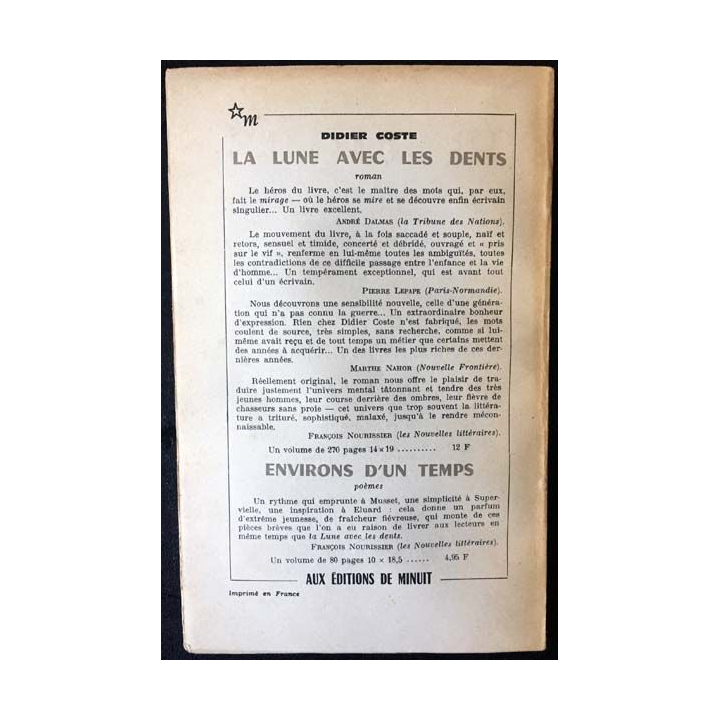 m
DIDIER COSTE
LA LUNE AVEC LES DENTS
roman
Le héros du livre, c'est le maître des mots qui, par eux,
fait le mirage — où le héros se mire et se découvre enfin écrivain
singulier... Un livre excellent.
ANDRÉ DALMAS (la Tribune des Nations).
Le mouvement du livre, à la fois saccadé et souple, naïf et
retors, sensuel et timide, concerté et débridé, ouvragé et « pris
sur le vif », renferme en lui-même toutes les ambiguïtés, toutes
les contradictions de ce difficile passage entre l'enfance et la vie
d'homme... Un tempérament exceptionnel, qui est avant tout
celui d'un écrivain.
PIERRE LEPAPE (Paris-Normandie).
Nous découvrons une sensibilité nouvelle, celle d'une généra-
tion qui n'a pas connu la guerre... Un extraordinaire bonheur
d'expression. Rien chez Didier Coste n'est fabriqué, les mots
coulent de source, très simples, sans recherche, comme si lui-
même avait reçu et de tout temps un métier que certains mettent
des années à acquérir... Un des livres les plus riches de ces der-
nières années.
MARTHE NAHOR (Nouvelle Frontière).
Réellement original, le roman nous offre le plaisir de tra-
duire justement l'univers mental tâtonnant et tendre des très
jeunes hommes, leur course derrière des ombres, leur fièvre de
chasseurs sans proie — cet univers que trop souvent la littéra-
ture a trituré, sophistiqué, malaxé, jusqu'à le rendre mécon-
naissable.
FRANÇOIS NOURISSIER (les Nouvelles littéraires).
Un volume de 270 pages 14 × 19 .......... 12 F
ENVIRONS D'UN TEMPS
poèmes
Un rythme qui emprunte à Musset, une simplicité à Super-
vielle, une inspiration à Eluard : cela donne un parfum
d'extrême jeunesse, de fraîcheur fiévreuse, qui monte de ces
pièces brèves que l'on a eu raison de livrer aux lecteurs en
même temps que la Lune avec les dents.
FRANÇOIS NOURISSIER (les Nouvelles littéraires).
Un volume de 80 pages 10 × 18,5 ...... 4,95 F
AUX ÉDITIONS DE MINUIT
Imprimé en France